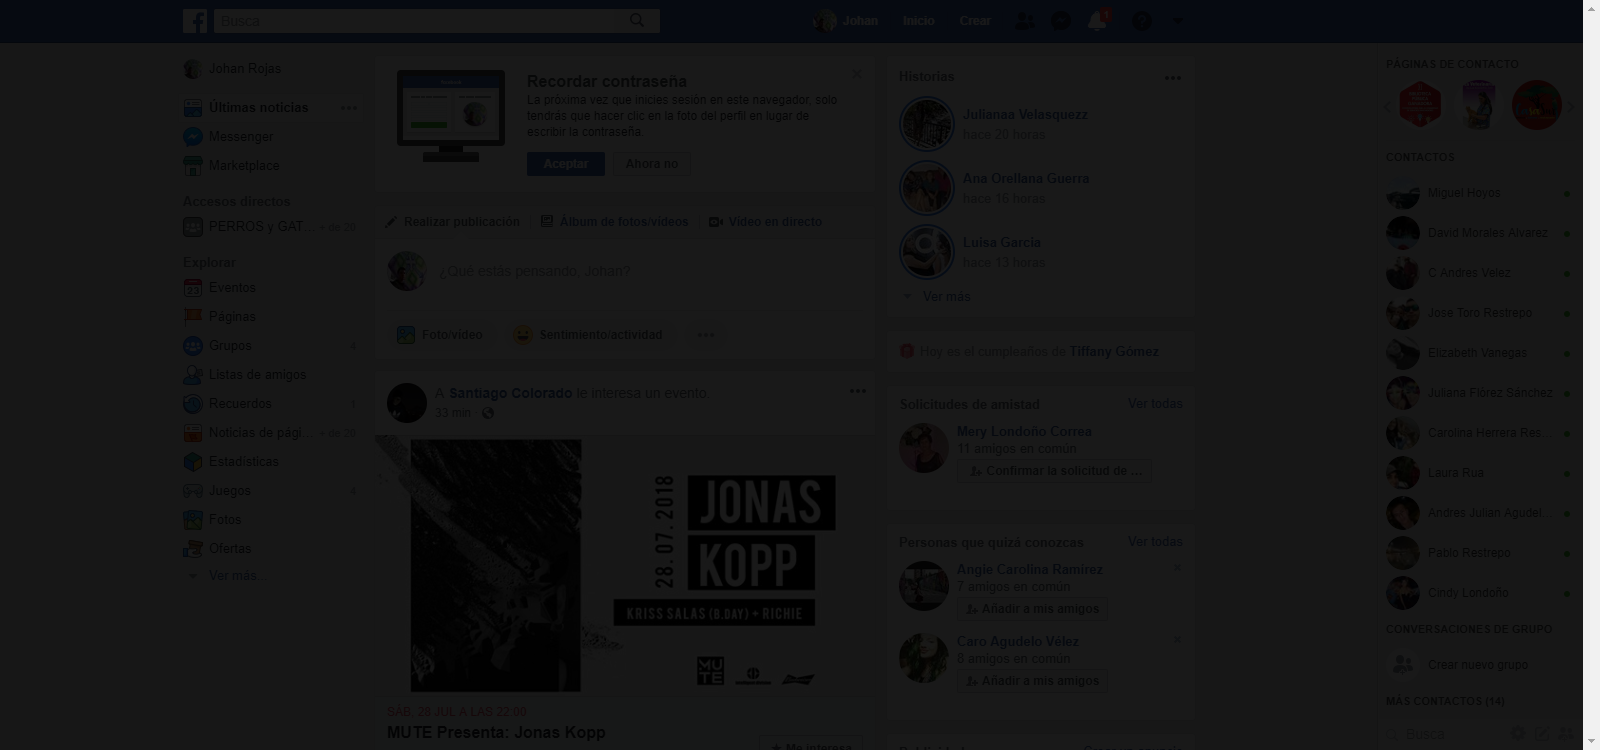 Busca
Johan
Inicio
Crear
Johan Rojas
Últimas noticias
Messenger
Marketplace
Accesos directos
PERROS y GAT...
Explorar
Eventos
Páginas
Grupos
Listas de amigos
Recuerdos
Noticias de pági...
Estadísticas
Juegos
Fotos
Ofertas
Ver más...
Recordar contraseña
La próxima vez que inicies sesión en este navegador, solo
tendrás que hacer clic en la foto del perfil en lugar de
escribir la contraseña.
Aceptar
Ahora no
Realizar publicación
Álbum de fotos/vídeos
Vídeo en directo
¿Qué estás pensando, Johan?
Foto/vídeo
Sentimiento/actividad
A Santiago Colorado le interesa un evento.
33 min
28.07.2018
JONAS
KOPP
KRISS SALAS (B.DAY) + RICHIE
MUTE
SÁB, 28 JUL A LAS 22:00
MUTE Presenta: Jonas Kopp
Me interesa
Historias
Julianaa Velasquezz
hace 20 horas
Ana Orellana Guerra
hace 16 horas
Luisa García
hace 13 horas
Ver más
Hoy es el cumpleaños de Tiffany Gómez
Solicitudes de amistad
Ver todas
Mery Londoño Correa
11 amigos en común
Confirmar la solicitud de ...
Personas que quizá conozcas
Ver todas
Angie Carolina Ramírez
7 amigos en común
Añadir a mis amigos
Caro Agudelo Vélez
8 amigos en común
Añadir a mis amigos
PÁGINAS DE CONTACTO
CONTACTOS
Miguel Hoyos
David Morales Alvarez
C Andres Velez
Jose Toro Restrepo
Elizabeth Vanegas
Juliana Flórez Sánchez
Carolina Herrera Res...
Laura Rua
Andres Julian Agudel...
Pablo Restrepo
Cindy Londoño
CONVERSACIONES DE GRUPO
Crear nuevo grupo
MÁS CONTACTOS (14)
Busca